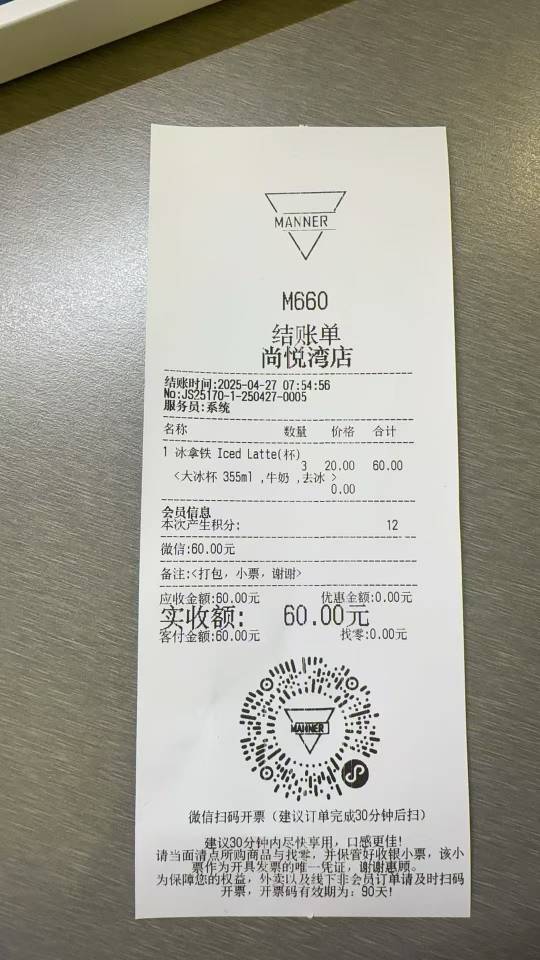 MANNER
M660
结账单
尚悦湾店
结账时间:2025-04-27 07:54:56
No:JS25170-1-250427-0005
服务员:系统
名称 数量 价格 合计
1 冰拿铁 Iced Latte(杯)
3 20.00 60.00
<大冰杯 355ml ,牛奶 ,去冰 >
0.00
会员信息
本次产生积分: 12
微信:60.00元
备注:<打包, 小票, 谢谢>
应收金额:60.00元 优惠金额:0.00元
实收额: 60.00元
客付金额:60.00元 找零:0.00元
MANNER
微信扫码开票（建议订单完成30分钟后扫）
建议30分钟内尽快享用，口感更佳!
请当面清点所购商品与找零，并保管好收银小票，该小
票作为开具发票的唯一凭证，谢谢惠顾。
为保障您的权益，外卖以及线下非会员订单请及时扫码
开票，开票码有效期为：90天!